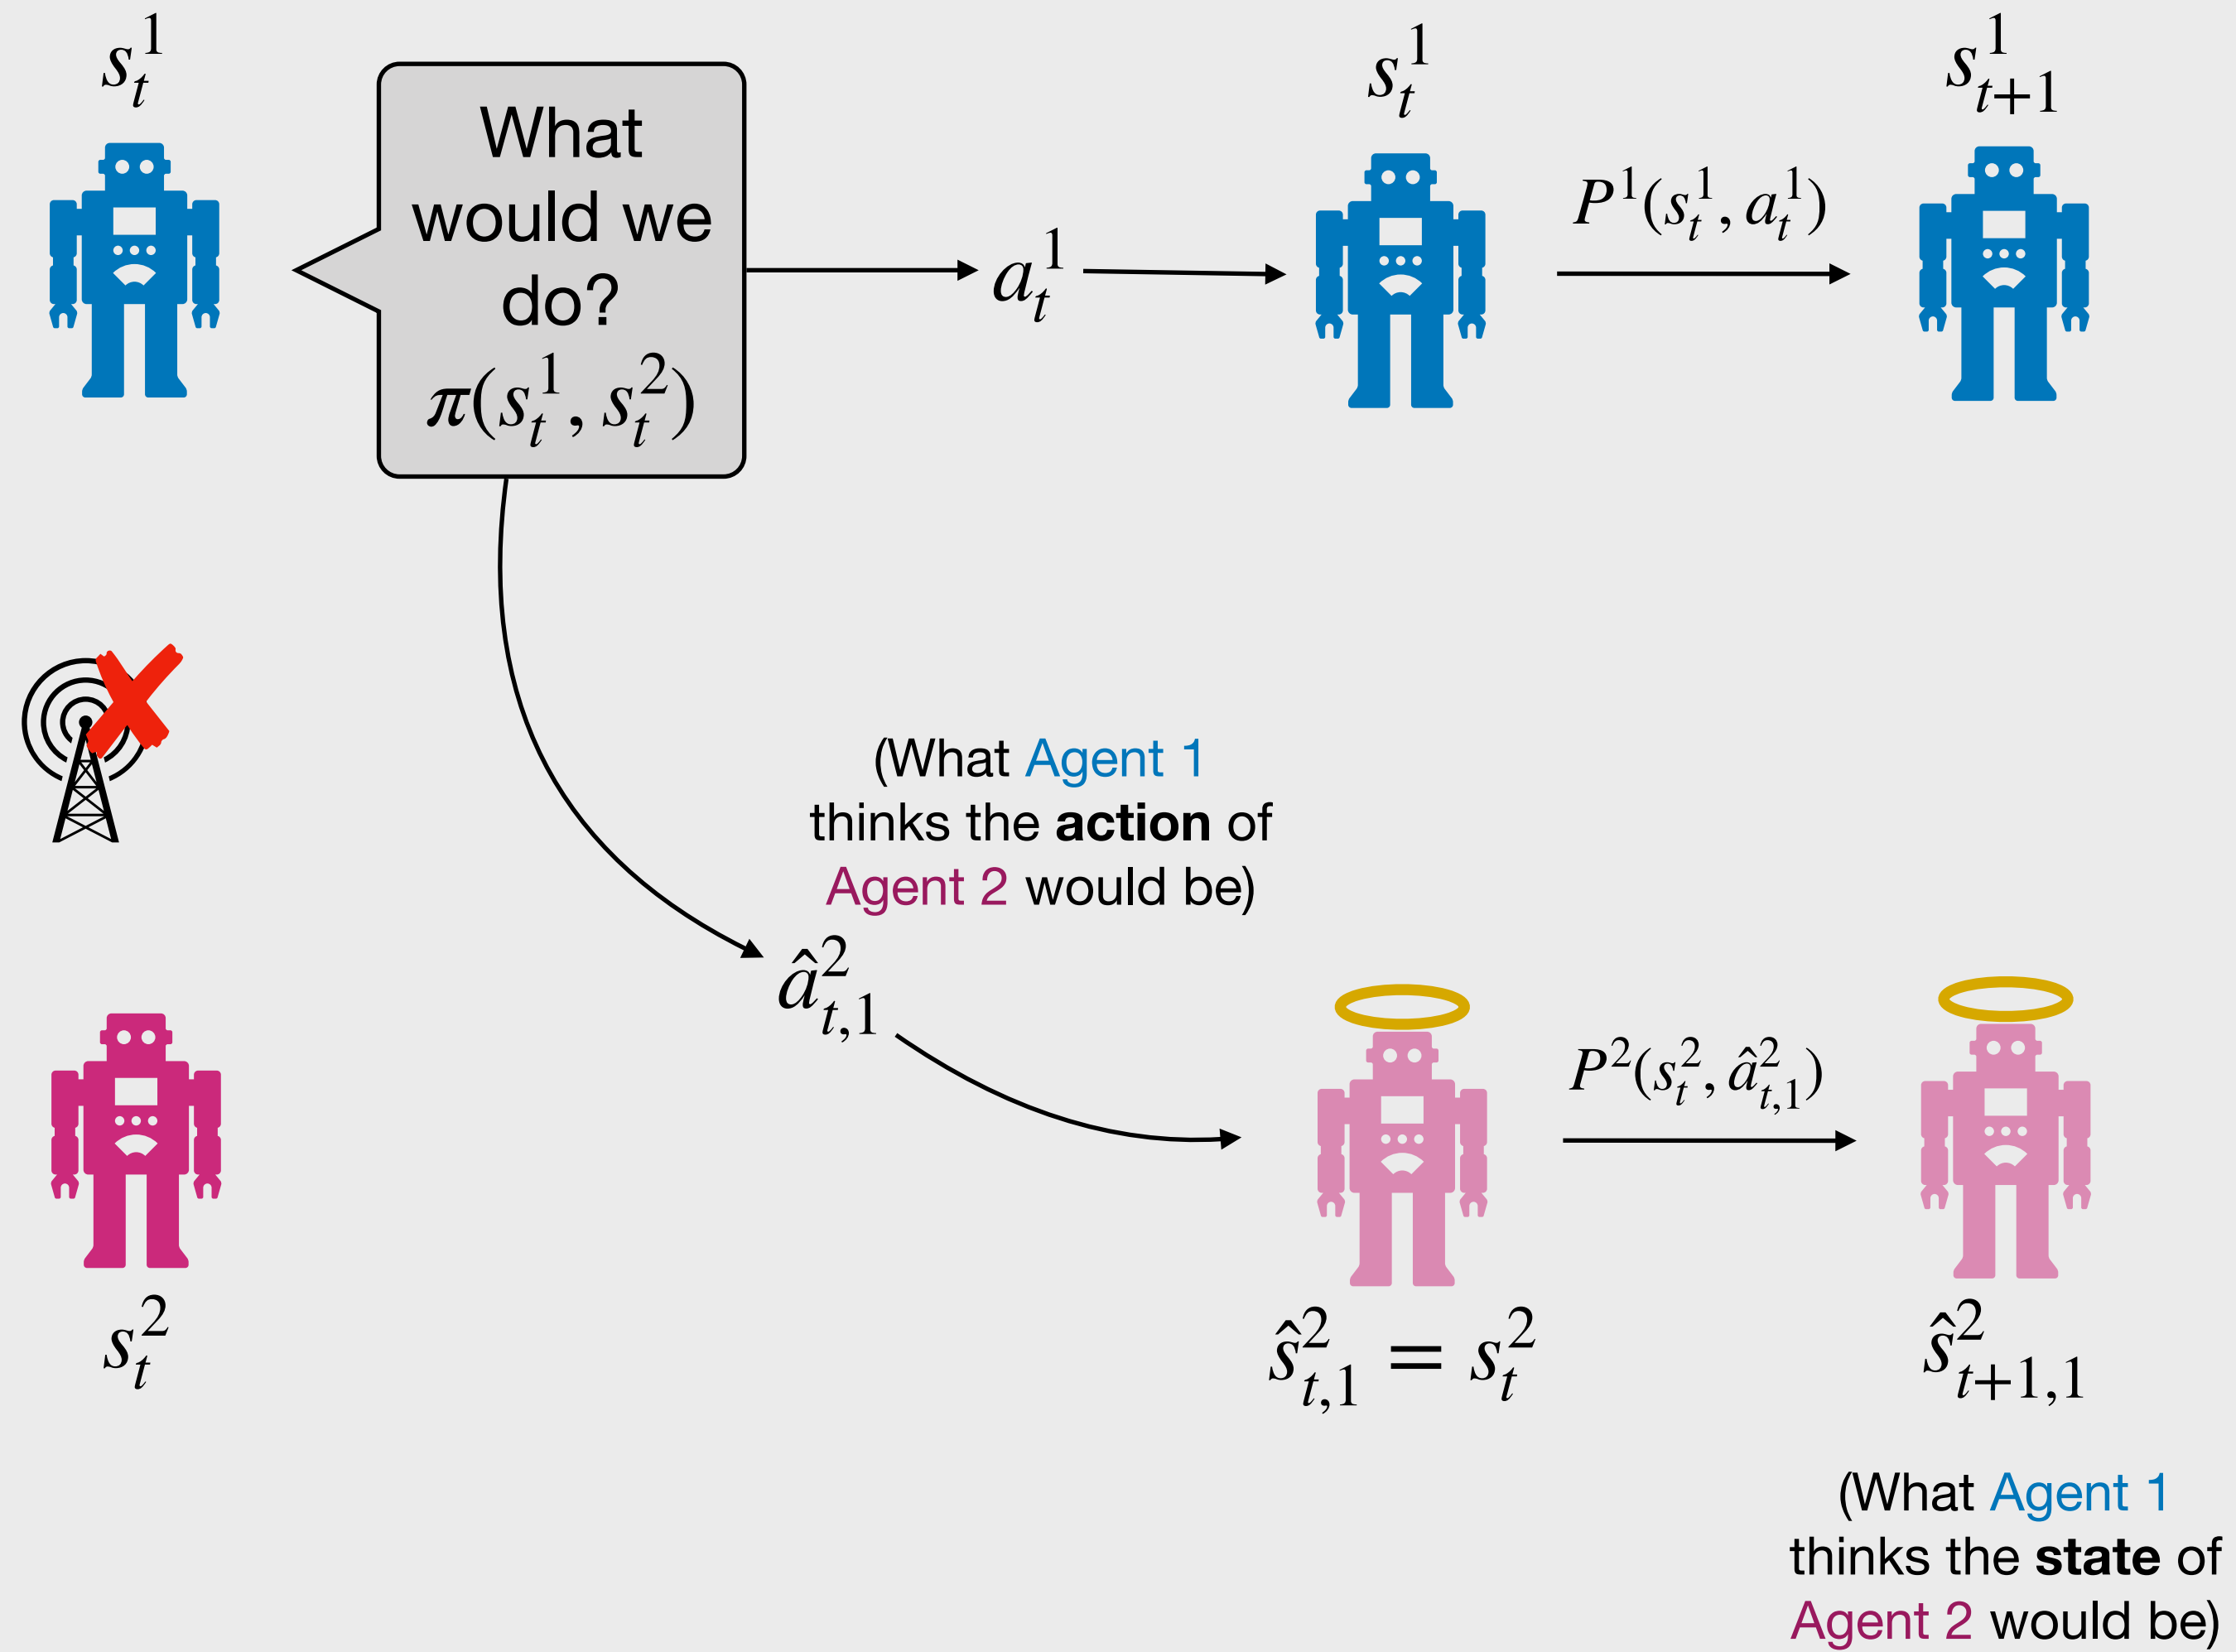 s_t^1
What
would we
do?
π(s_t^1, s_t^2)
a_t^1
s_t^1
P^1(s_t^1, a_t^1)
s_{t+1}^1
(What Agent 1
thinks the action of
Agent 2 would be)
â_{t,1}^2
s_t^2
ŝ_{t,1}^2 = s_t^2
P^2(s_t^2, â_{t,1}^2)
ŝ_{t+1,1}^2
(What Agent 1
thinks the state of
Agent 2 would be)